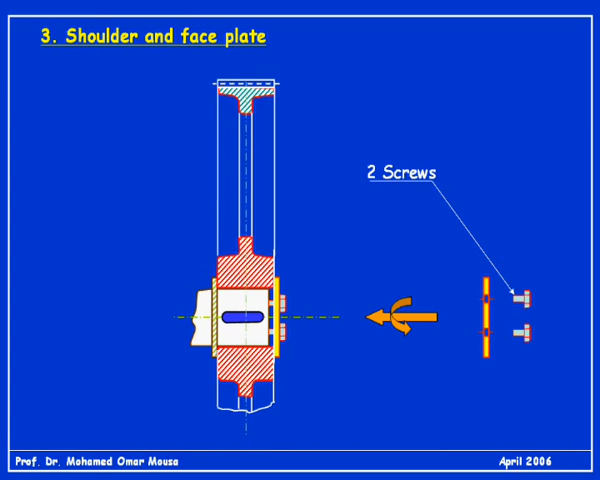 3. Shoulder and face plate
2 Screws
Prof. Dr. Mohamed Omar Mousa
April 2006